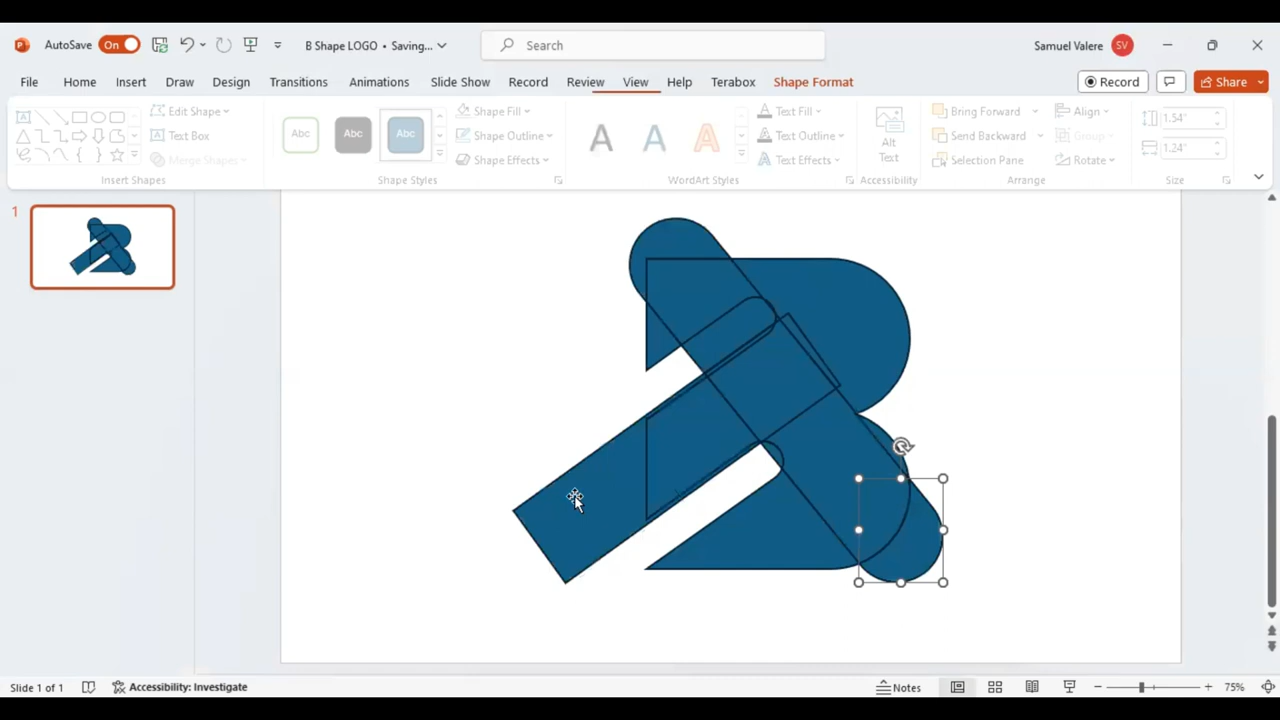 AutoSave On B Shape LOGO • Saving... Search Samuel Valere SV
File Home Insert Draw Design Transitions Animations Slide Show Record Review View Help Terabox Shape Format Record Share
Edit Shape Abc Abc Abc Shape Fill A A A Text Fill Alt Text Bring Forward Align 1.54"
Text Box Shape Outline Text Outline Send Backward Group 1.24"
Merge Shapes Shape Effects Text Effects Selection Pane Rotate
Insert Shapes Shape Styles WordArt Styles Accessibility Arrange Size
1
Slide 1 of 1 Accessibility: Investigate Notes 75%